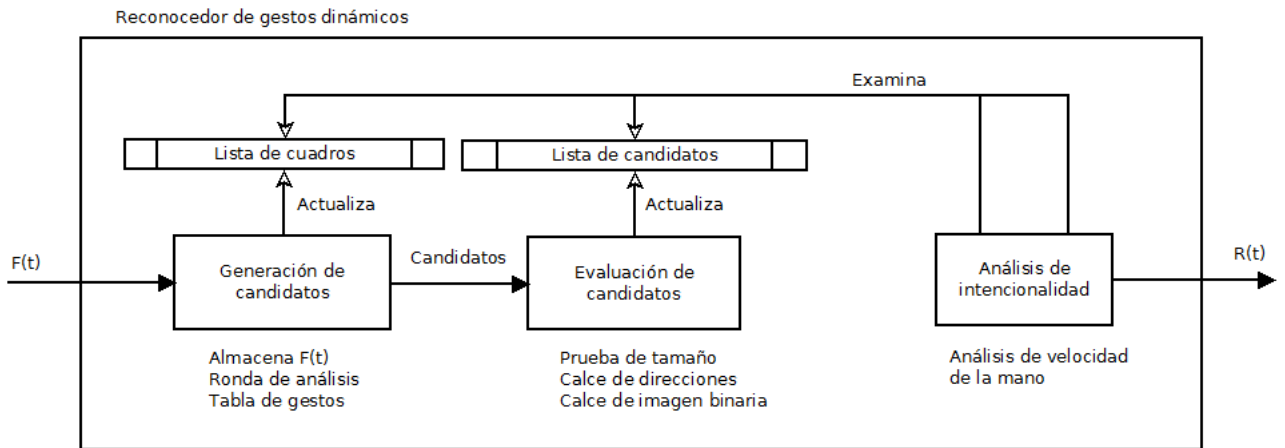 Reconocedor de gestos dinámicos
Examina
Lista de cuadros
Lista de candidatos
Actualiza
Actualiza
F(t)
Generación de
candidatos
Candidatos
Evaluación de
candidatos
Análisis de
intencionalidad
R(t)
Almacena F(t)
Ronda de análisis
Tabla de gestos
Prueba de tamaño
Calce de direcciones
Calce de imagen binaria
Análisis de velocidad
de la mano